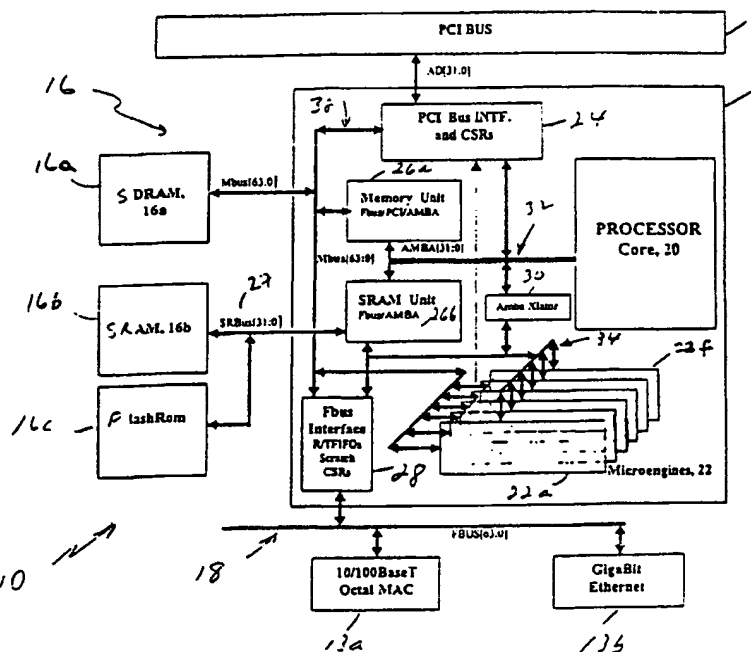 PCI BUS
AD[31:0]
16
38
PCI Bus INTF.
and CSRs
24
16a
SDRAM, 16a
Mbus[63:0]
26a
Memory Unit
Fbus/PCI/AMBA
32
PROCESSOR
Core, 20
AMBA[31:0]
Mbus[63:0]
30
16b
27
SRAM Unit
Fbus/AMBA
26b
Amba Xlator
SRAM, 16b
SRBus[31:0]
34
22f
16c
FlashRom
Fbus
Interface
R/TFIFOs
Scratch
CSRs
28
22a
Microengines, 22
10
18
FBUS[63:0]
10/100BaseT
Octal MAC
GigaBit
Ethernet
13a
13b